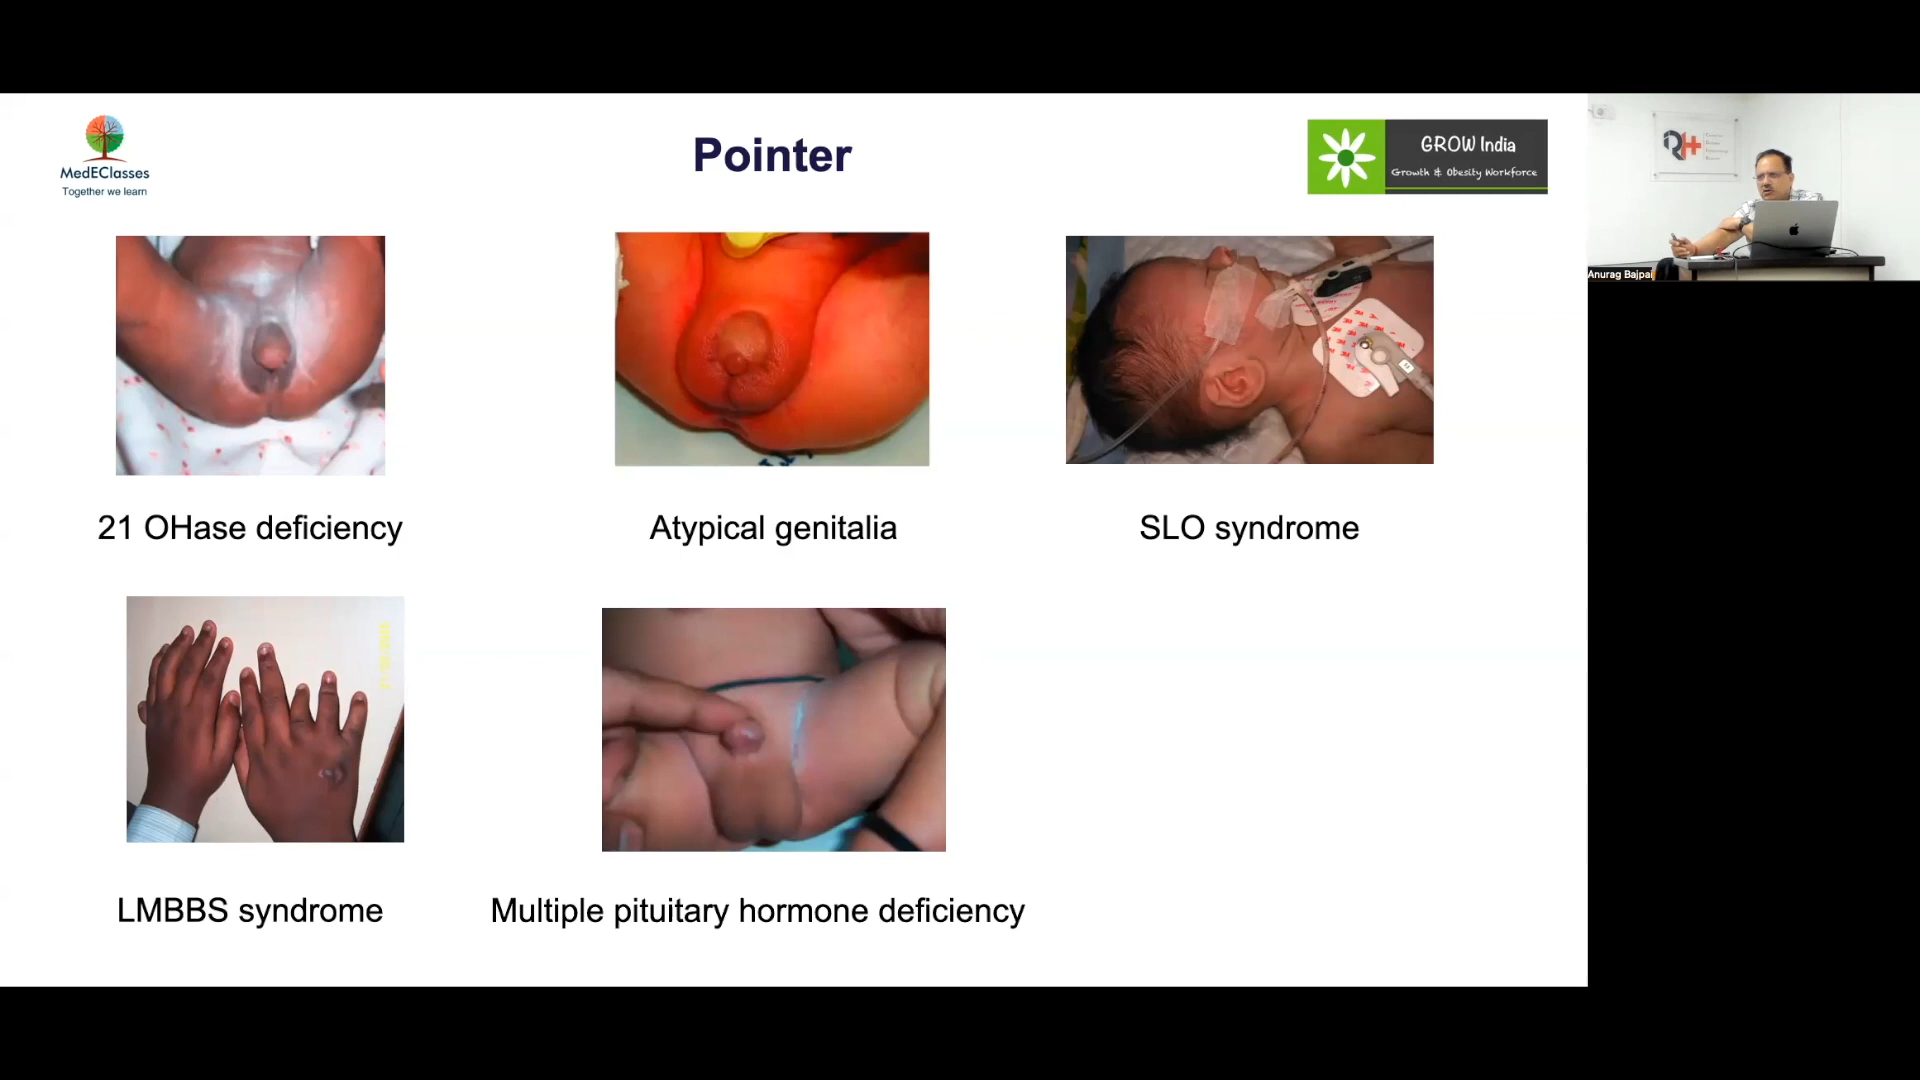 MedEClasses
Together we learn
Pointer
GROW India
Growth & Obesity Workforce
Anurag Bajpai
21 OHase deficiency
Atypical genitalia
SLO syndrome
LMBBS syndrome
Multiple pituitary hormone deficiency